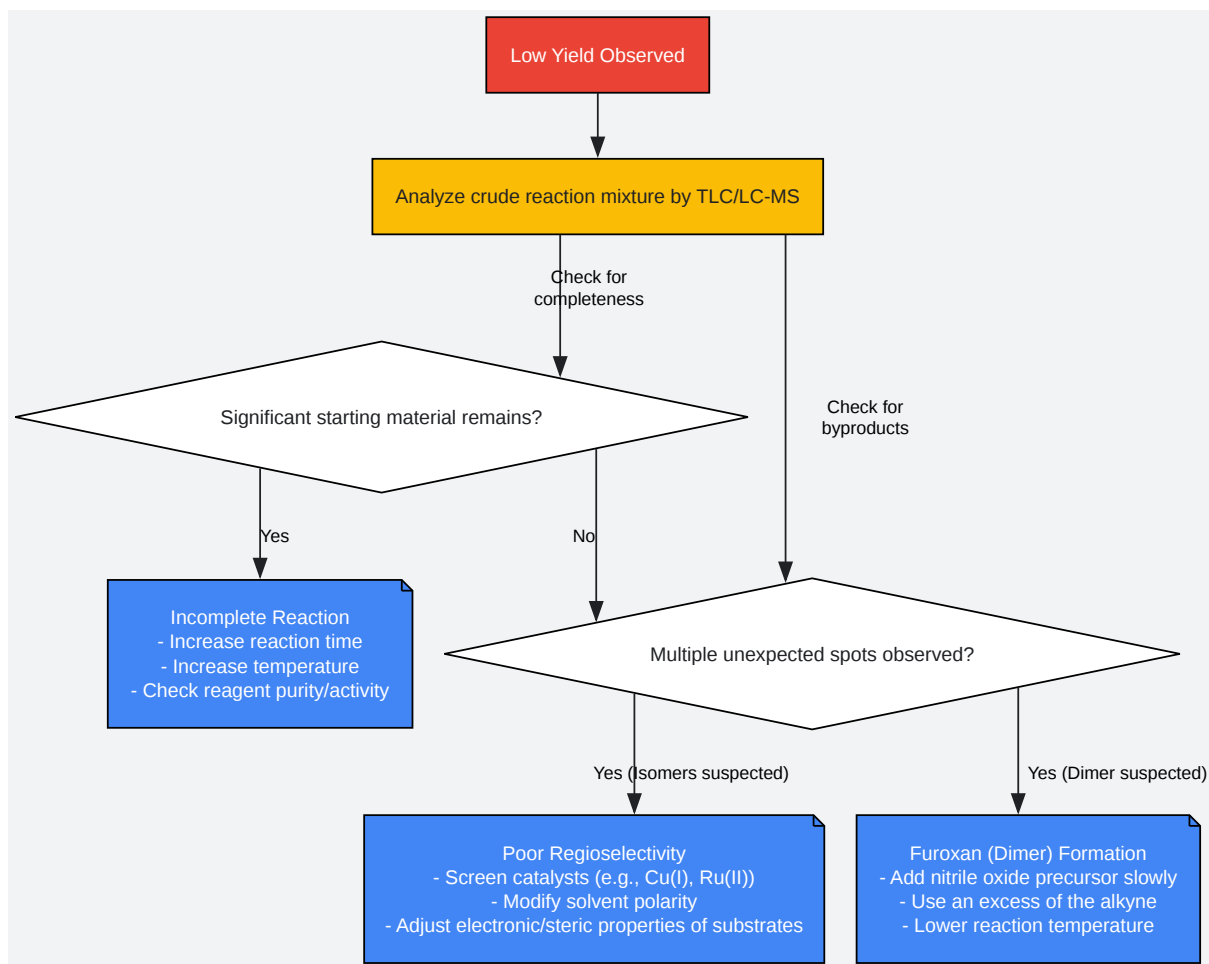 Low Yield Observed
Analyze crude reaction mixture by TLC/LC-MS
Check for
completeness
Check for
byproducts
Significant starting material remains?
Yes
No
Incomplete Reaction
- Increase reaction time
- Increase temperature
- Check reagent purity/activity
Multiple unexpected spots observed?
Yes (Isomers suspected)
Yes (Dimer suspected)
Poor Regioselectivity
- Screen catalysts (e.g., Cu(I), Ru(II))
- Modify solvent polarity
- Adjust electronic/steric properties of substrates
Furoxan (Dimer) Formation
- Add nitrile oxide precursor slowly
- Use an excess of the alkyne
- Lower reaction temperature